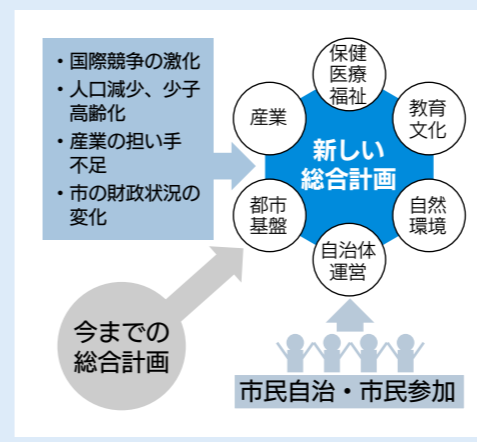 ・国際競争の激化
・人口減少、少子
高齢化
・産業の担い手
不足
・市の財政状況の
変化
保健
医療
福祉
教育
文化
自然
環境
自治体
運営
都市
基盤
産業
新しい
総合計画
今までの
総合計画
市民自治・市民参加